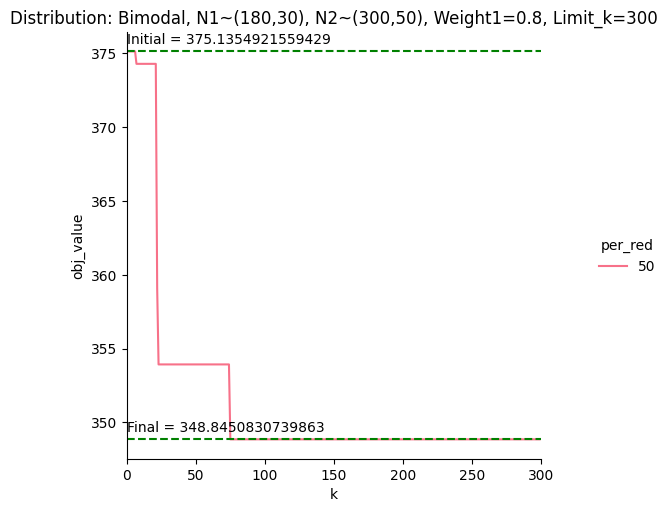 Distribution: Bimodal, N1~(180,30), N2~(300,50), Weight1=0.8, Limit_k=300
Initial = 375.1354921559429
375
370
365
360
355
350
obj_value
Final = 348.8450830739863
0 50 100 150 200 250 300
k
per_red
50